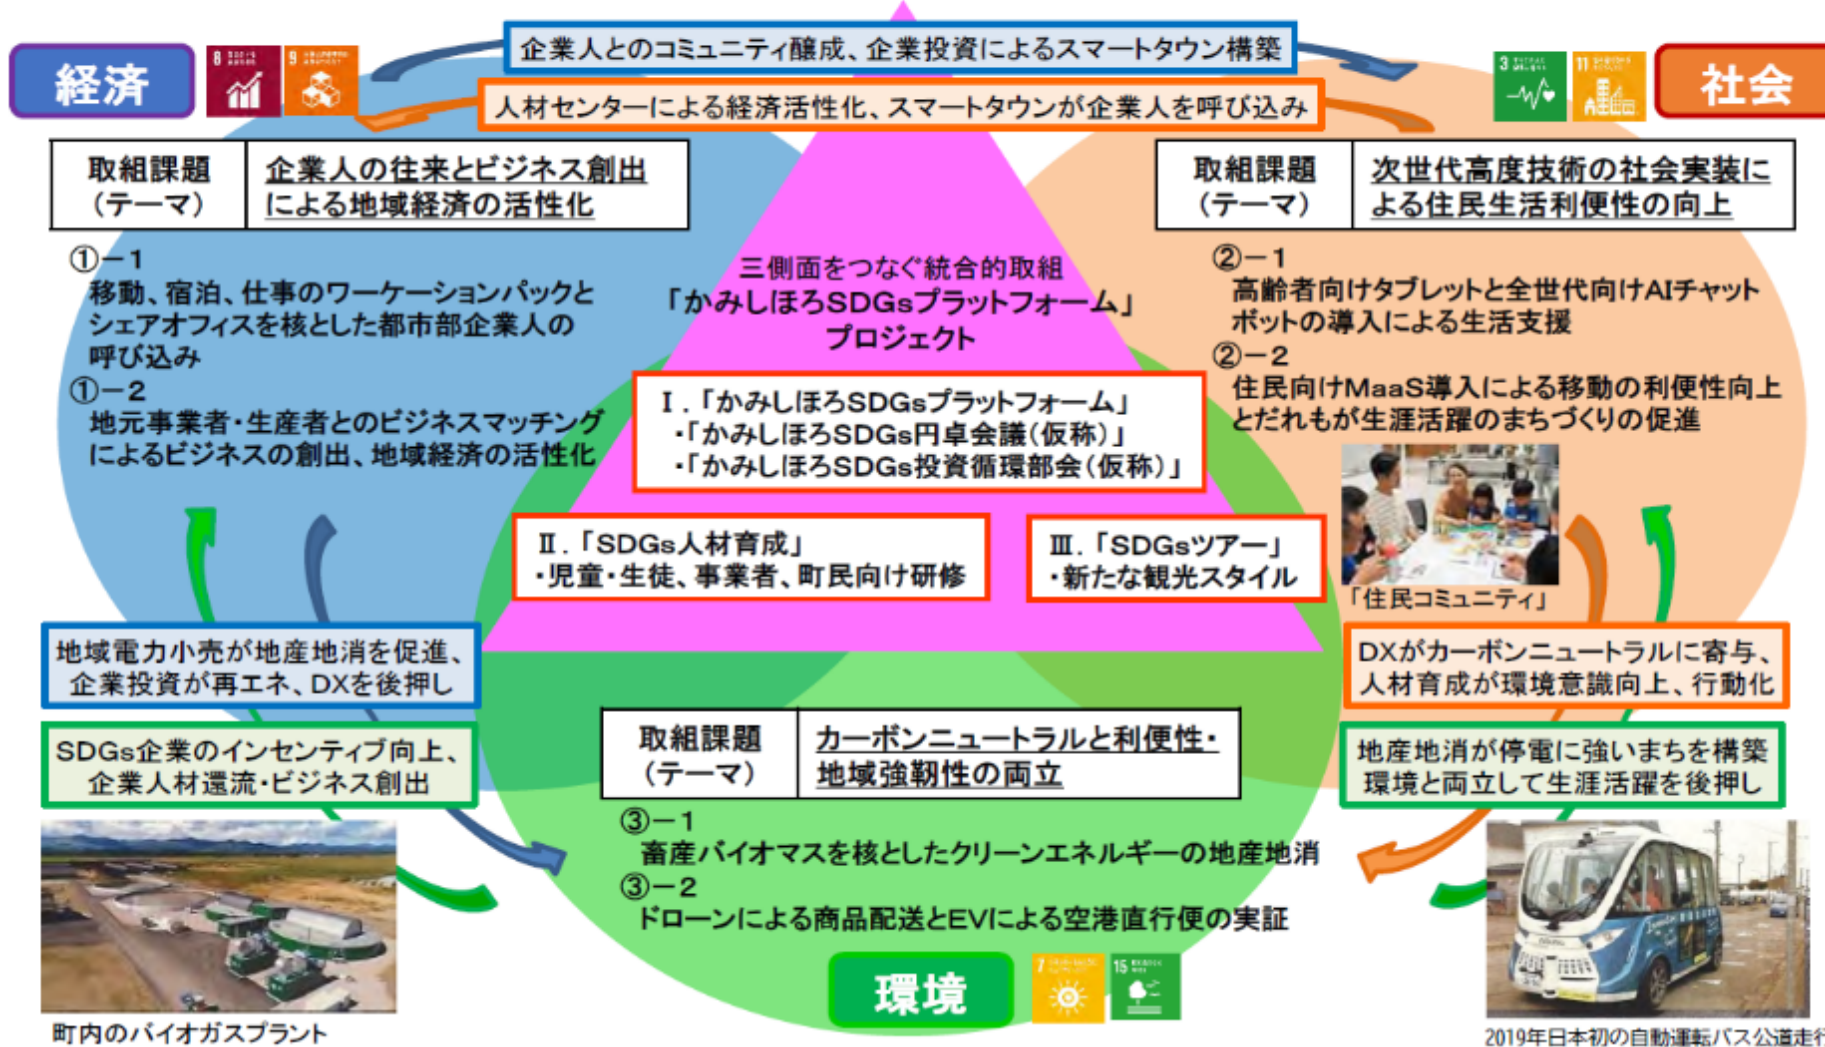 企業人とのコミュニティ醸成、企業投資によるスマートタウン構築
経済
8
9
3
11
社会
人材センターによる経済活性化、スマートタウンが企業人を呼び込み
取組課題
(テーマ)
企業人の往来とビジネス創出
による地域経済の活性化
取組課題
(テーマ)
次世代高度技術の社会実装に
よる住民生活利便性の向上
①-1
移動、宿泊、仕事のワーケーションパックと
シェアオフィスを核とした都市部企業人の
呼び込み
①-2
地元事業者・生産者とのビジネスマッチング
によるビジネスの創出、地域経済の活性化
三側面をつなぐ統合的取組
「かみしほろSDGsプラットフォーム」
プロジェクト
②-1
高齢者向けタブレットと全世代向けAIチャット
ボットの導入による生活支援
②-2
住民向けMaaS導入による移動の利便性向上
とだれもが生涯活躍のまちづくりの促進
Ⅰ.「かみしほろSDGsプラットフォーム」
・「かみしほろSDGs円卓会議(仮称)」
・「かみしほろSDGs投資循環部会(仮称)」
Ⅱ.「SDGs人材育成」
・児童・生徒、事業者、町民向け研修
Ⅲ.「SDGsツアー」
・新たな観光スタイル
「住民コミュニティ」
地域電力小売が地産地消を促進、
企業投資が再エネ、DXを後押し
SDGs企業のインセンティブ向上、
企業人材還流・ビジネス創出
DXがカーボンニュートラルに寄与、
人材育成が環境意識向上、行動化
地産地消が停電に強いまちを構築
環境と両立して生涯活躍を後押し
取組課題
(テーマ)
カーボンニュートラルと利便性・
地域強靭性の両立
③-1
畜産バイオマスを核としたクリーンエネルギーの地産地消
③-2
ドローンによる商品配送とEVによる空港直行便の実証
環境
7
15
町内のバイオガスプラント
2019年日本初の自動運転バス公道走行